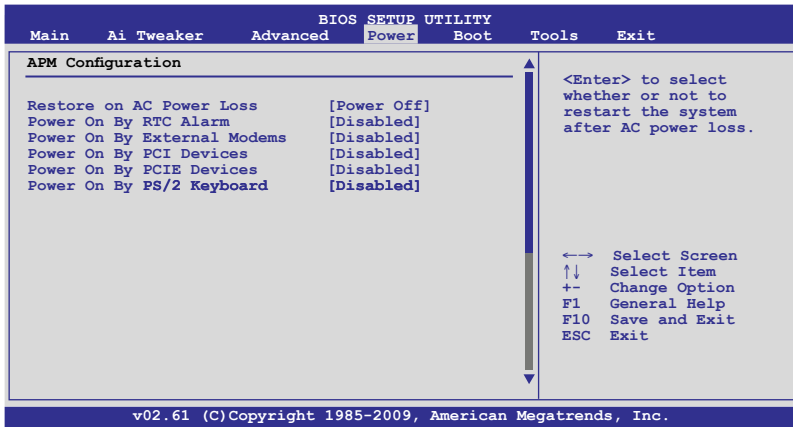 BIOS SETUP UTILITY
Main Ai Tweaker Advanced Power Boot Tools Exit
APM Configuration
Restore on AC Power Loss [Power Off]
Power On By RTC Alarm [Disabled]
Power On By External Modems [Disabled]
Power On By PCI Devices [Disabled]
Power On By PCIE Devices [Disabled]
Power On By PS/2 Keyboard [Disabled]
<Enter> to select
whether or not to
restart the system
after AC power loss.
←→ Select Screen
↑↓ Select Item
+- Change Option
F1 General Help
F10 Save and Exit
ESC Exit
v02.61 (C)Copyright 1985-2009, American Megatrends, Inc.